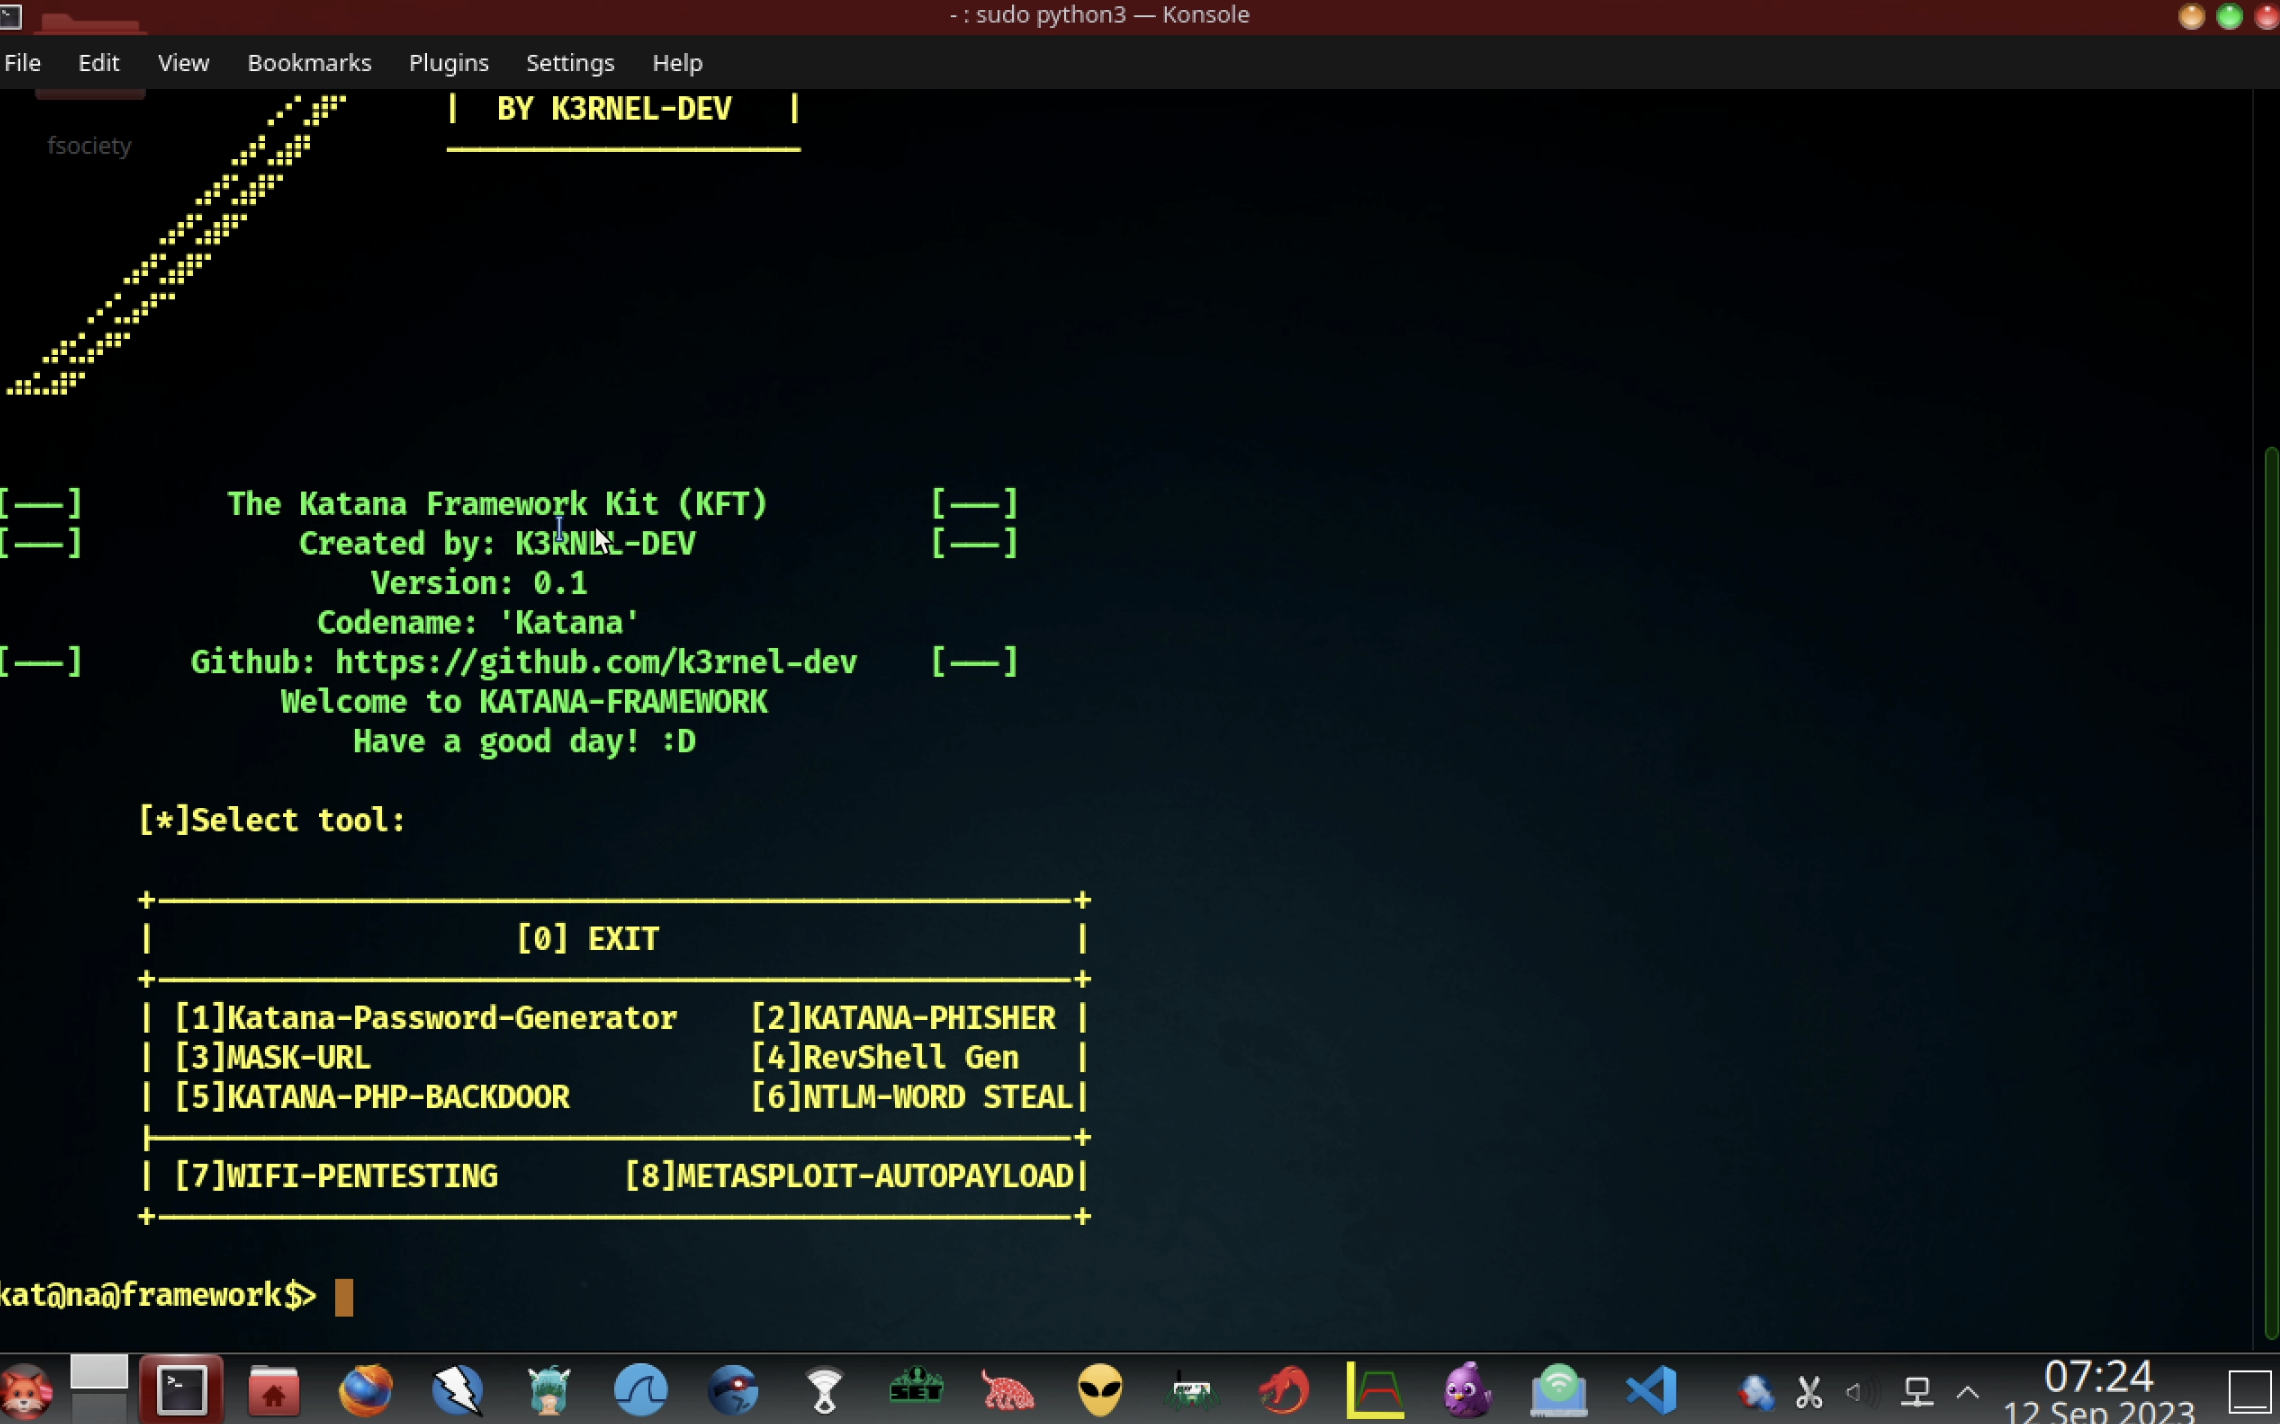 - : sudo python3 — Konsole
File Edit View Bookmarks Plugins Settings Help
| BY K3RNEL-DEV |
fsociety
[———] The Katana Framework Kit (KFT) [———]
[———] Created by: K3RNEL-DEV [———]
Version: 0.1
Codename: 'Katana'
[———] Github: https://github.com/k3rnel-dev [———]
Welcome to KATANA-FRAMEWORK
Have a good day! :D
[*]Select tool:
| [0] EXIT |
| [1]Katana-Password-Generator [2]KATANA-PHISHER |
| [3]MASK-URL [4]RevShell Gen |
| [5]KATANA-PHP-BACKDOOR [6]NTLM-WORD STEAL|
| [7]WIFI-PENTESTING [8]METASPLOIT-AUTOPAYLOAD|
kat@na@framework$>
SET
07:24
12 Sep 2023